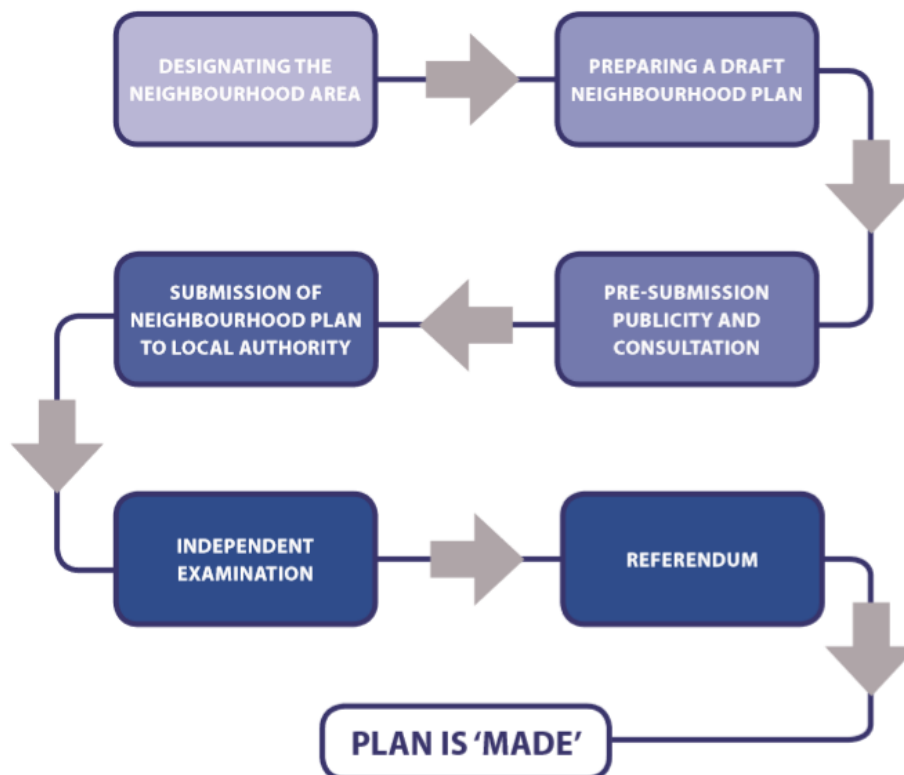 DESIGNATING THE
NEIGHBOURHOOD AREA
PREPARING A DRAFT
NEIGHBOURHOOD PLAN
PRE-SUBMISSION
PUBLICITY AND
CONSULTATION
SUBMISSION OF
NEIGHBOURHOOD PLAN
TO LOCAL AUTHORITY
INDEPENDENT
EXAMINATION
REFERENDUM
PLAN IS ‘MADE’